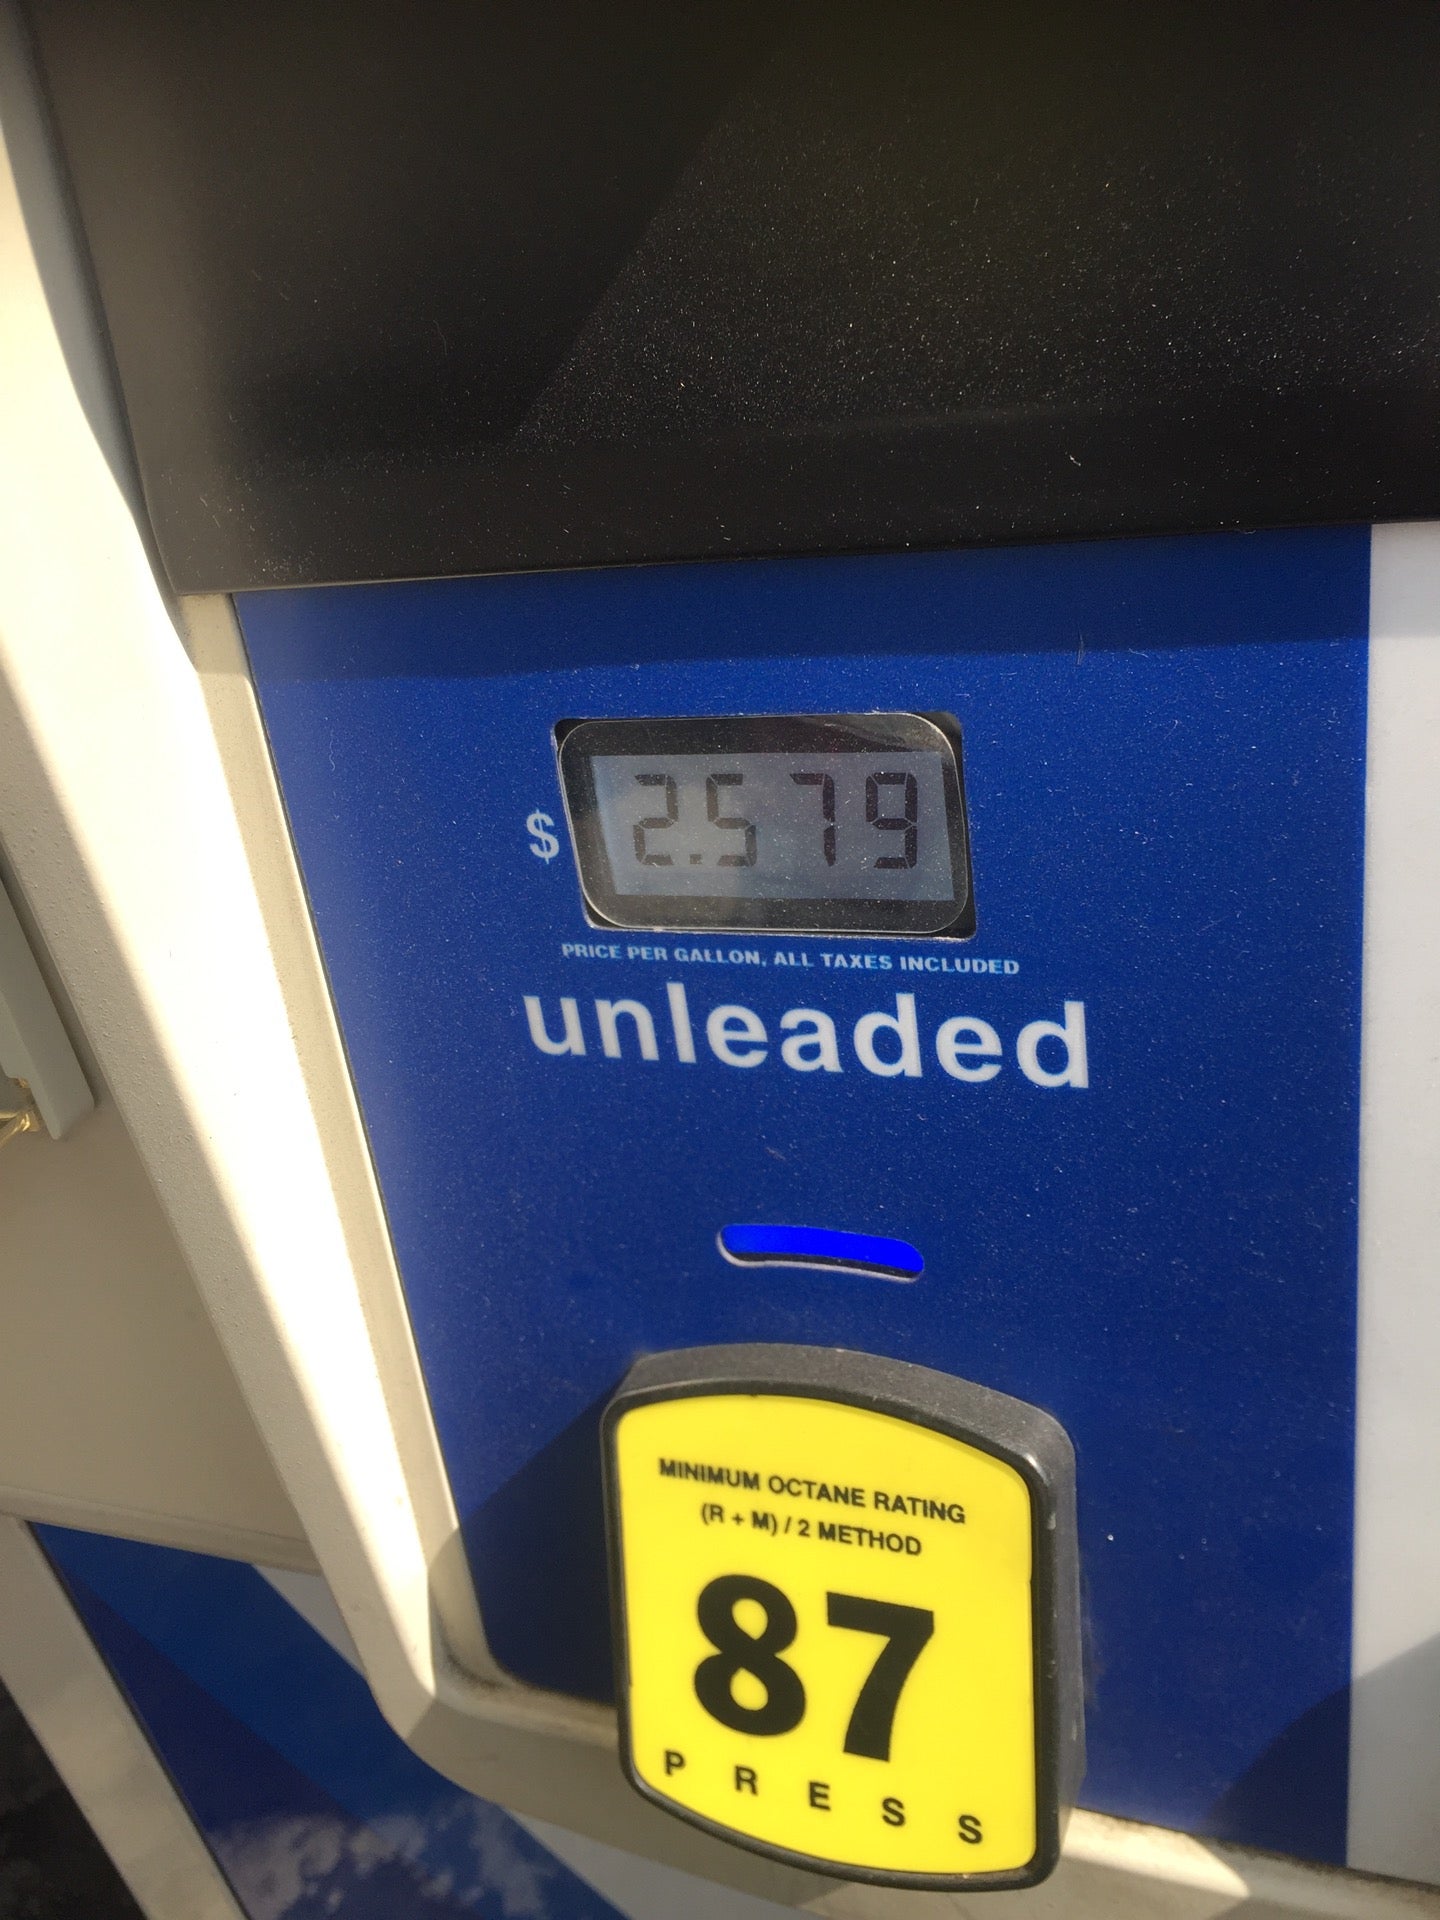 $ 2.579
PRICE PER GALLON, ALL TAXES INCLUDED
unleaded
MINIMUM OCTANE RATING
(R + M) / 2 METHOD
87
PRESS